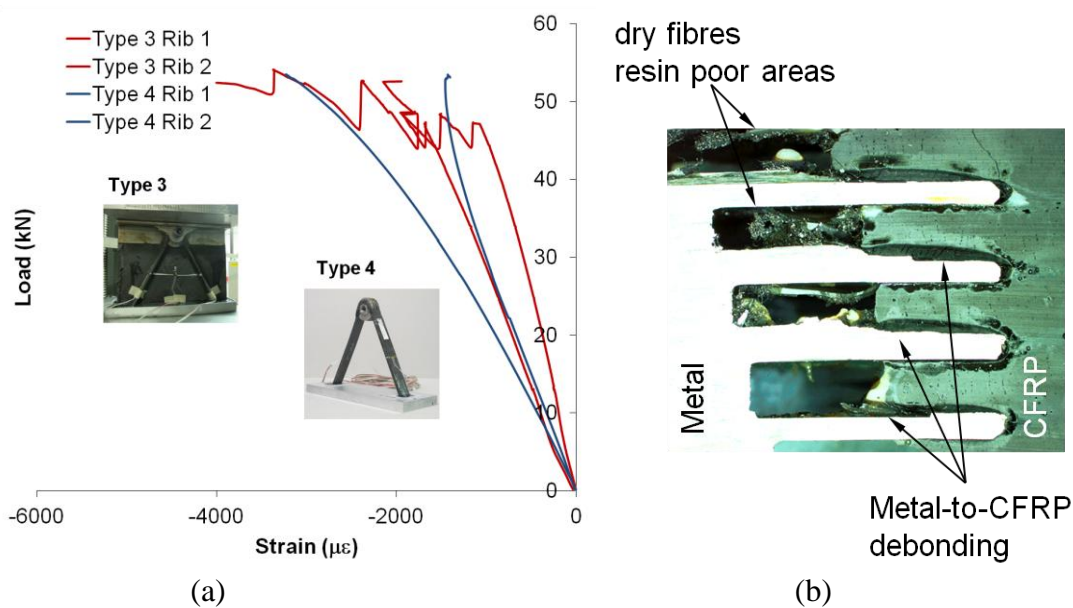 Type 3 Rib 1
Type 3 Rib 2
Type 4 Rib 1
Type 4 Rib 2
Type 3
Type 4
Load (kN)
60
50
40
30
20
10
0
-6000
-4000
-2000
0
Strain (με)
(a)
dry fibres
resin poor areas
Metal
CFRP
Metal-to-CFRP
debonding
(b)